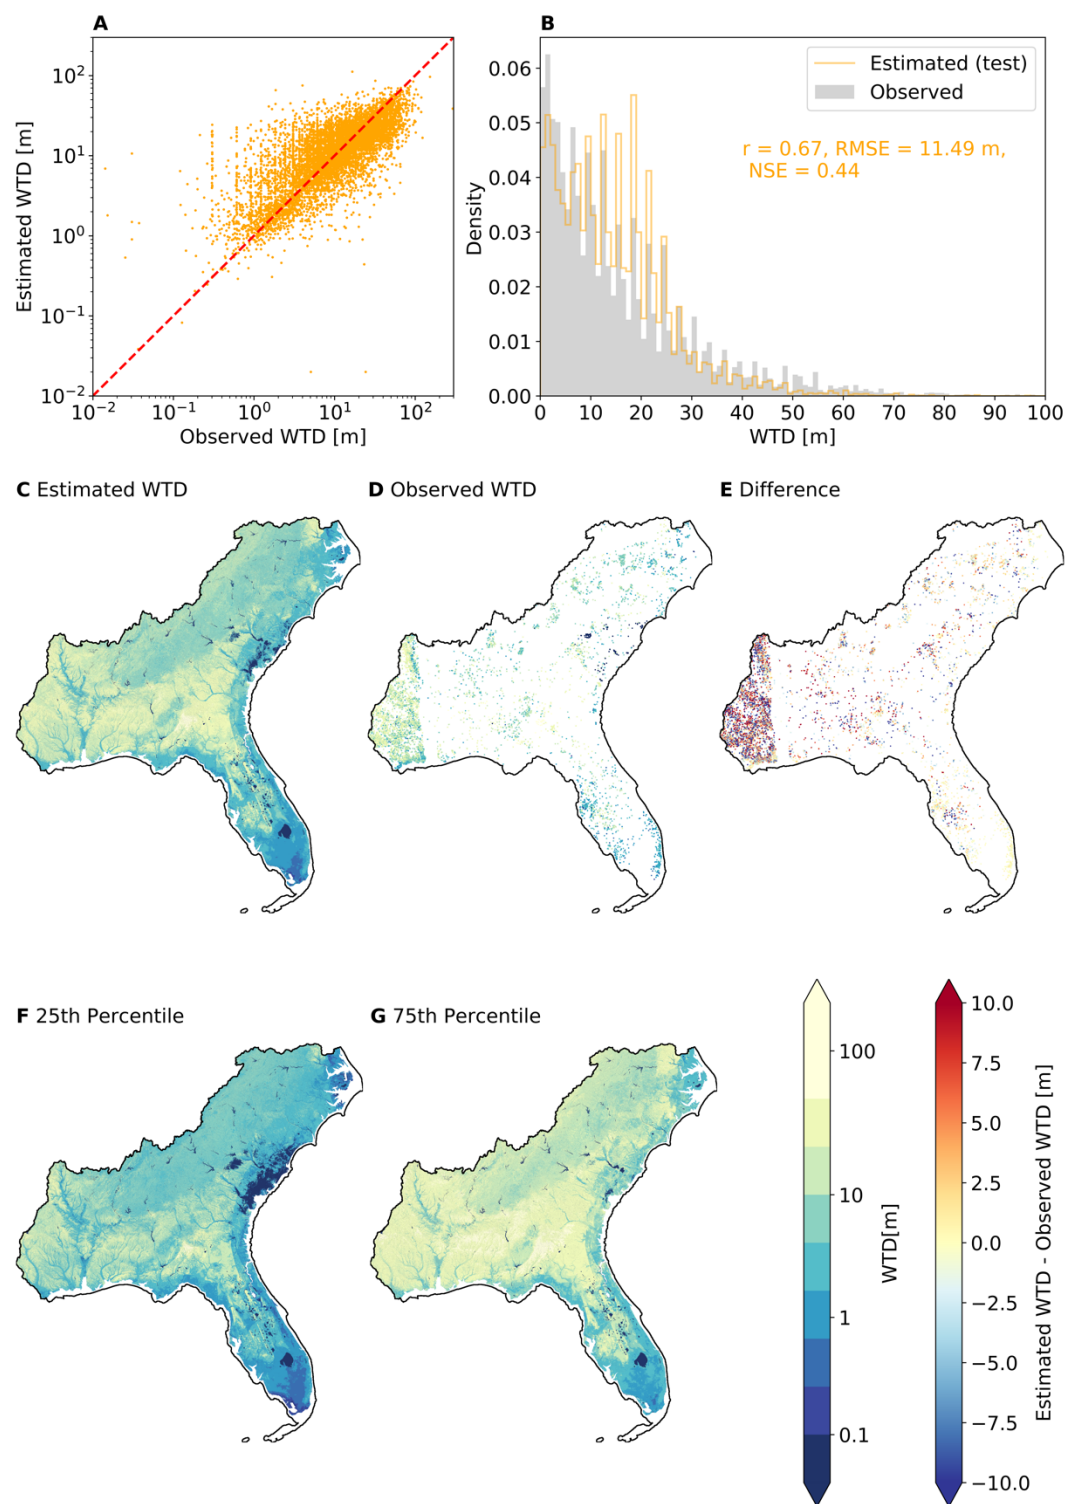 A
Estimated WTD [m]
10²
10¹
10⁰
10⁻¹
10⁻²
10⁻² 10⁻¹ 10⁰ 10¹ 10²
Observed WTD [m]
B
Density
0.06
0.05
0.04
0.03
0.02
0.01
0.00
Estimated (test)
Observed
r = 0.67, RMSE = 11.49 m,
NSE = 0.44
0 10 20 30 40 50 60 70 80 90 100
WTD [m]
C Estimated WTD
D Observed WTD
E Difference
F 25th Percentile
G 75th Percentile
100
10
1
0.1
WTD[m]
10.0
7.5
5.0
2.5
0.0
−2.5
−5.0
−7.5
−10.0
Estimated WTD - Observed WTD [m]